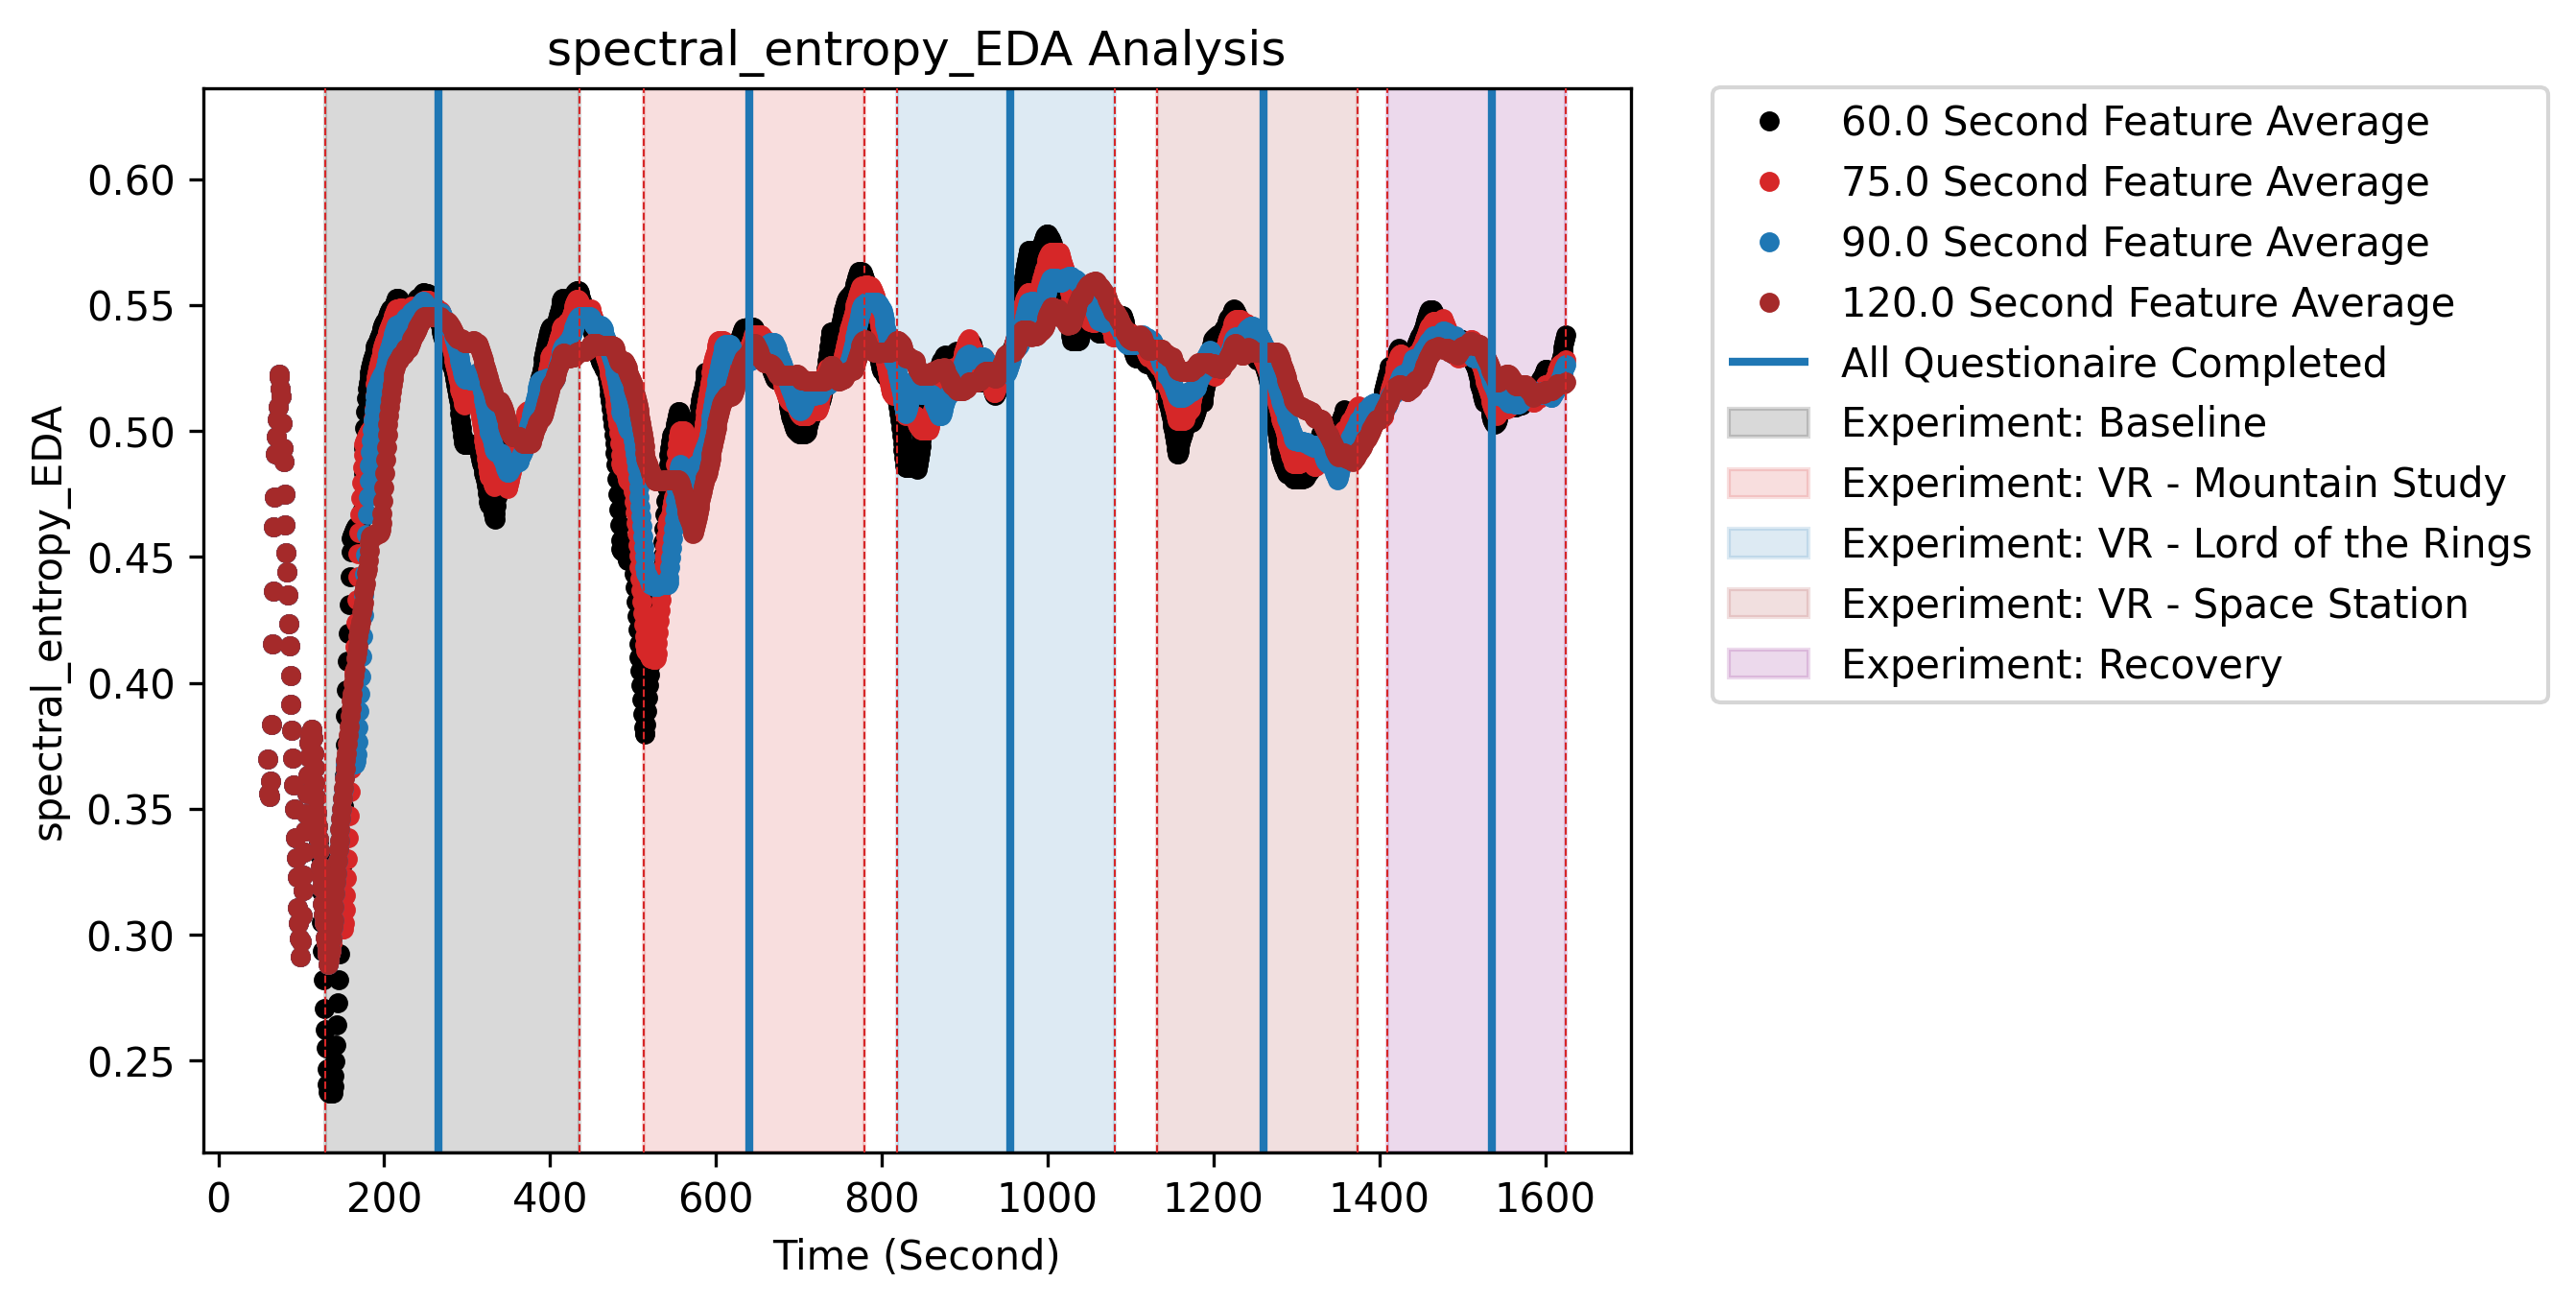 spectral_entropy_EDA Analysis
spectral_entropy_EDA
0.60
0.55
0.50
0.45
0.40
0.35
0.30
0.25
0 200 400 600 800 1000 1200 1400 1600
Time (Second)
60.0 Second Feature Average
75.0 Second Feature Average
90.0 Second Feature Average
120.0 Second Feature Average
All Questionaire Completed
Experiment: Baseline
Experiment: VR - Mountain Study
Experiment: VR - Lord of the Rings
Experiment: VR - Space Station
Experiment: Recovery